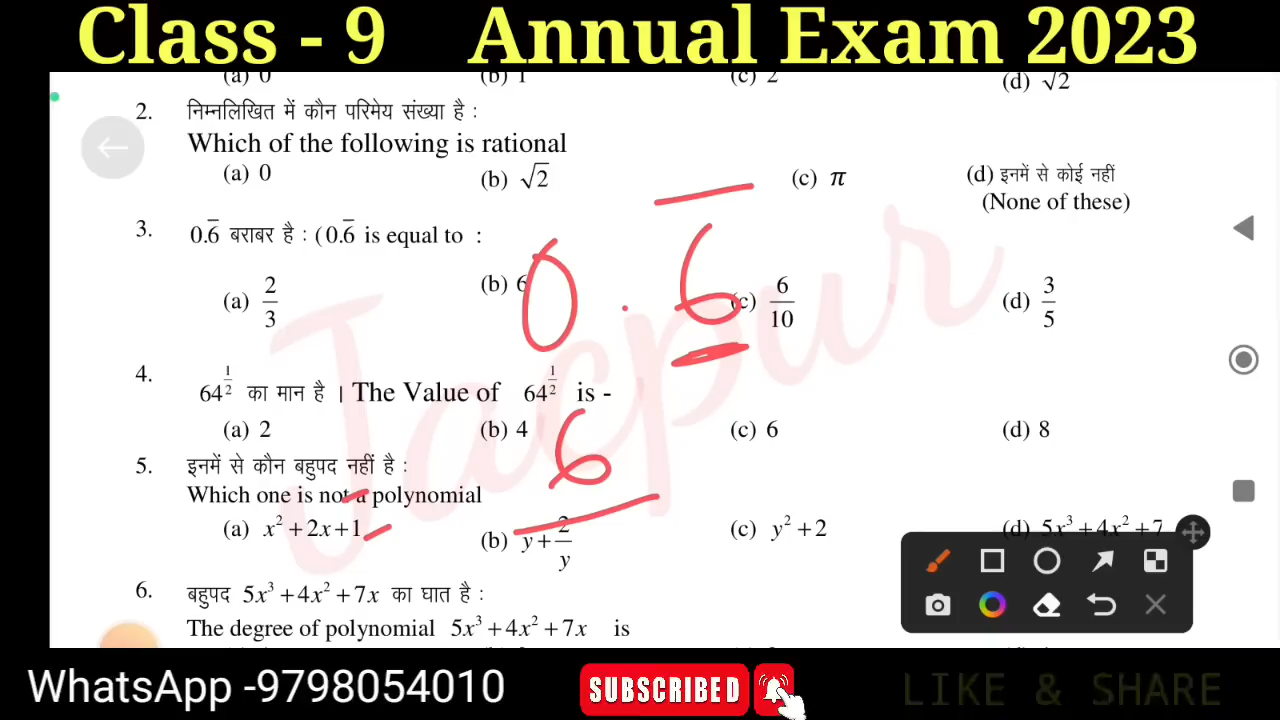 Class - 9 Annual Exam 2023
(a) 0 (b) 1 (c) 2 (d) √2
2. निम्नलिखित में कौन परिमेय संख्या है :
Which of the following is rational
(a) 0 (b) √2 (c) π (d) इनमें से कोई नहीं
(None of these)
3. 0.6̅ बराबर है : ( 0.6̅ is equal to :
(a) 2/3 (b) 6 (c) 6/10 (d) 3/5
0 . 6̅
4. 64^(1/2) का मान है । The Value of 64^(1/2) is -
(a) 2 (b) 4 (c) 6 (d) 8
6
5. इनमें से कौन बहुपद नहीं है :
Which one is not a polynomial
(a) x² + 2x + 1 (b) y + 2/y (c) y² + 2 (d) 5x³ + 4x² + 7
6. बहुपद 5x³ + 4x² + 7x का घात है :
The degree of polynomial 5x³ + 4x² + 7x is
Jacpur
WhatsApp -9798054010 SUBSCRIBED LIKE & SHARE